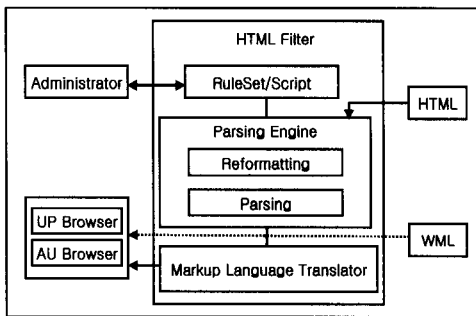 HTML Filter
Administrator
RuleSet/Script
HTML
Parsing Engine
Reformatting
Parsing
UP Browser
AU Browser
WML
Markup Language Translator